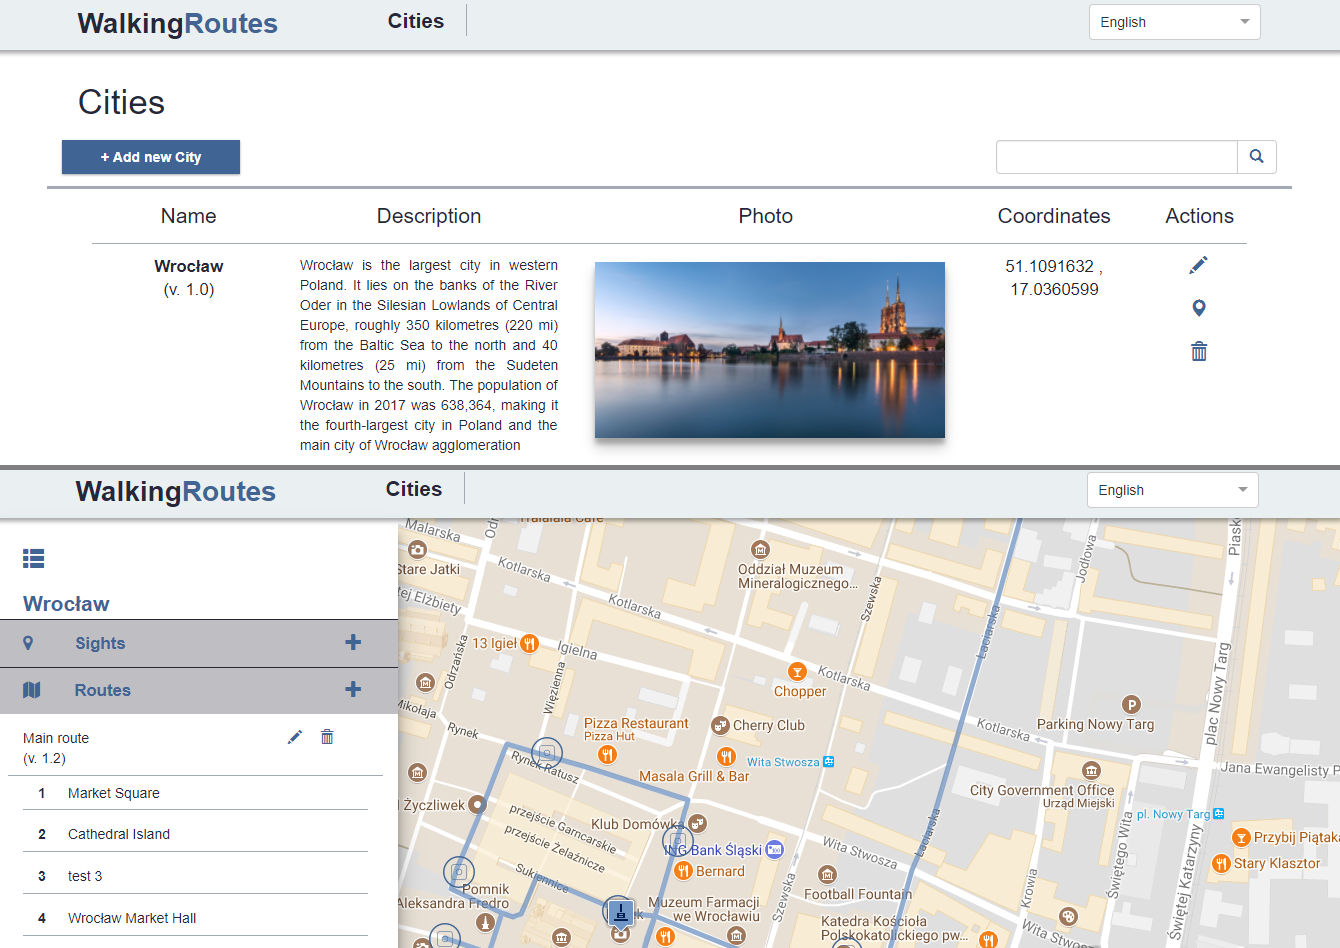 WalkingRoutes
Cities
English
Cities
+ Add new City
Name
Description
Photo
Coordinates
Actions
Wrocław
(v. 1.0)
Wrocław is the largest city in western
Poland. It lies on the banks of the River
Oder in the Silesian Lowlands of Central
Europe, roughly 350 kilometres (220 mi)
from the Baltic Sea to the north and 40
kilometres (25 mi) from the Sudeten
Mountains to the south. The population of
Wrocław in 2017 was 638,364, making it
the fourth-largest city in Poland and the
main city of Wrocław agglomeration
51.1091632 ,
17.0360599
WalkingRoutes
Cities
English
Wrocław
Sights
Routes
Main route
(v. 1.2)
1 Market Square
2 Cathedral Island
3 test 3
4 Wrocław Market Hall
Malarska
Stare Jatki
Kotlarska
Oddział Muzeum
Mineralogicznego...
Szewska
Jodłowa
Piask
Kotlarska
ej Elżbiety
13 Igieł
Igielna
Odrzańska
Więzienna
Łaciarska
Chopper
Kotlarska
Mikołaja
Rynek
Pizza Restaurant
Pizza Hut
Cherry Club
Parking Nowy Targ
plac Nowy Targ
Kotlarska
Rynek Ratusz
Masala Grill & Bar
Wita Stwosza
City Government Office
Urząd Miejski
Jana Ewangelisty P
Życzliwek
przejście Garncarskie
przejście Żelaźnicze
Klub Domówka
ING Bank Śląski
Łaciarska
pl. Nowy Targ
Przybij Piątaka
Wita Stwosza
Sukiennice
Bernard
Stary Klasztor
Pomnik
Aleksandra Fredro
Muzeum Farmacji
we Wrocławiu
Szewska
Football Fountain
Krowia
Świętego Wita
Świętej Katarzyny
Katedra Kościoła
Polskokatolickiego pw...
Wita Stwosza